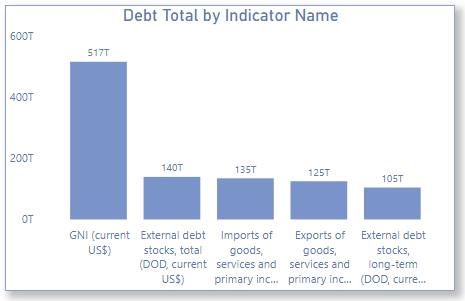 Debt Total by Indicator Name
600T
400T
200T
0T
517T
140T
135T
125T
105T
GNI (current
US$)
External debt
stocks, total
(DOD, current
US$)
Imports of
goods,
services and
primary inc...
Exports of
goods,
services and
primary inc...
External debt
stocks,
long-term
(DOD, curre...